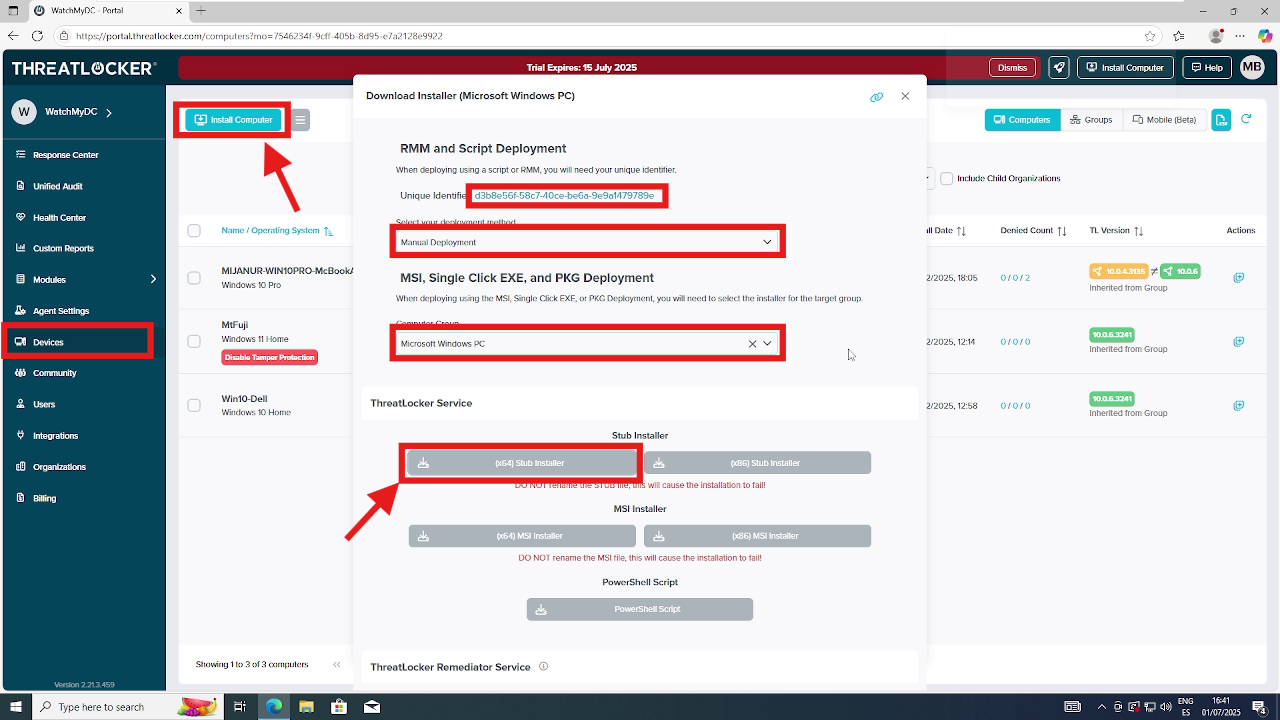 WatchMyDC - Portal
https://portal.threatlocker.com/computers?mo=7546234f-9cff-405b-8d95-e7a2128e9922
THREATLOCKER
Trial Expires: 15 July 2025
Dismiss
Install Computer
Help
W
WatchMyDC
Response Center
Unified Audit
Health Center
Custom Reports
Modules
Agent Settings
Devices
Community
Users
Integrations
Organizations
Billing
Version 2.21.3.459
Install Computer
Computers
Groups
Mobile (Beta)
Include Child Organizations
Name / Operating System
Denied Count
TL Version
Actions
MIJANUR-WIN10PRO-McBookA
Windows 10 Pro
2/2025, 18:05
0 / 0 / 2
10.0.4.3135 ≠ 10.0.6
Inherited from Group
MtFuji
Windows 11 Home
Disable Tamper Protection
2/2025, 12:14
0 / 0 / 0
10.0.6.3241
Inherited from Group
Win10-Dell
Windows 10 Home
2/2025, 12:58
0 / 0 / 0
10.0.6.3241
Inherited from Group
Showing 1 to 3 of 3 computers
Download Installer (Microsoft Windows PC)
RMM and Script Deployment
When deploying using a script or RMM, you will need your unique identifier.
Unique Identifie d3b8e56f-58c7-40ce-be6a-9e9a1479789e
Select your deployment method
Manual Deployment
MSI, Single Click EXE, and PKG Deployment
When deploying using the MSI, Single Click EXE, or PKG Deployment, you will need to select the installer for the target group.
Computer Group
Microsoft Windows PC
ThreatLocker Service
Stub Installer
(x64) Stub Installer
(x86) Stub Installer
DO NOT rename the STUB file, this will cause the installation to fail!
MSI Installer
(x64) MSI Installer
(x86) MSI Installer
DO NOT rename the MSI file, this will cause the installation to fail!
PowerShell Script
PowerShell Script
ThreatLocker Remediator Service
Type here to search
ENG
ES
16:41
01/07/2025